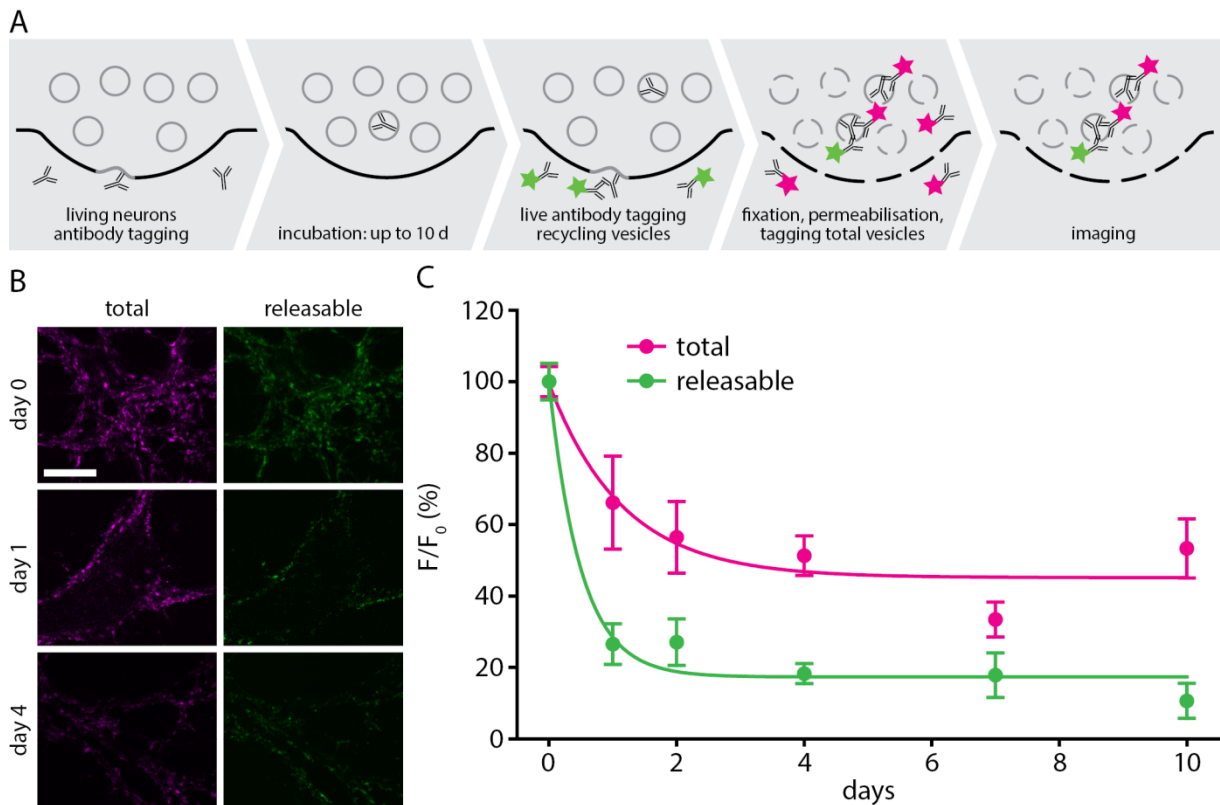 A
living neurons
antibody tagging
incubation: up to 10 d
live antibody tagging
recycling vesicles
fixation, permeabilisation,
tagging total vesicles
imaging
B
total
releasable
day 0
day 1
day 4
C
120
100
80
60
40
20
0
F/F₀ (%)
total
releasable
0
2
4
6
8
10
days